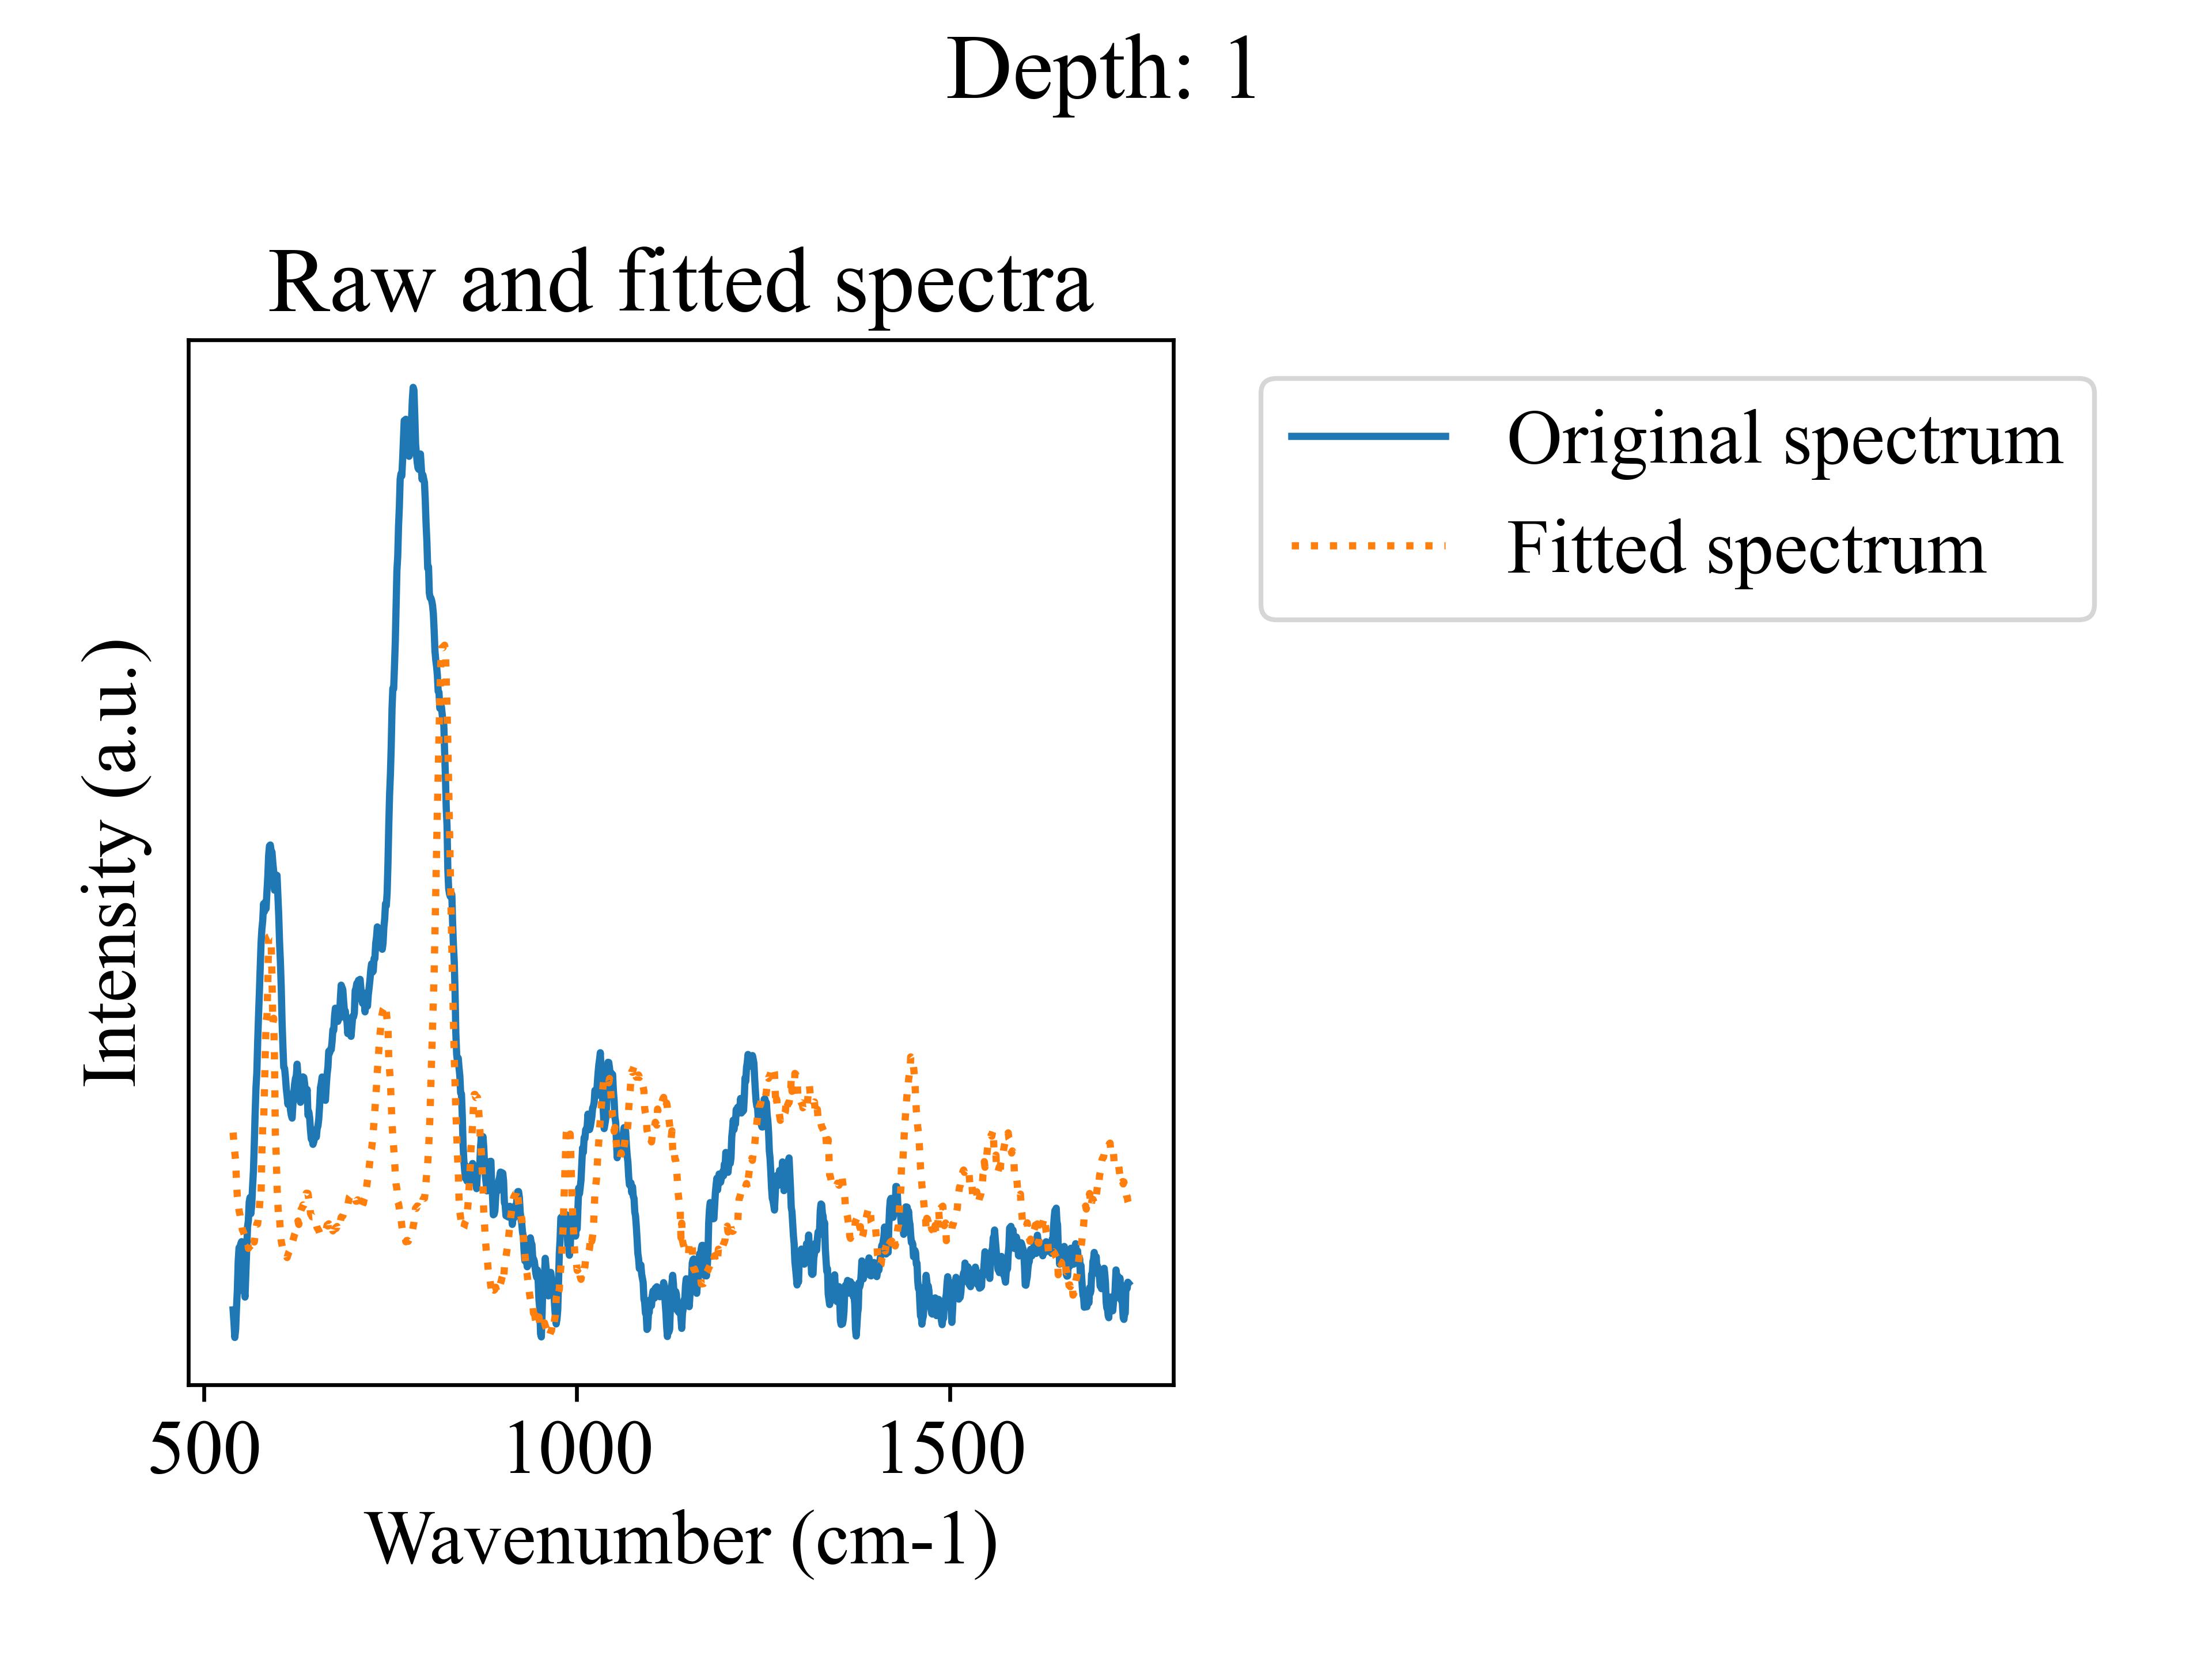 Depth: 1
Raw and fitted spectra
Original spectrum
Fitted spectrum
Intensity (a.u.)
500 1000 1500
Wavenumber (cm-1)